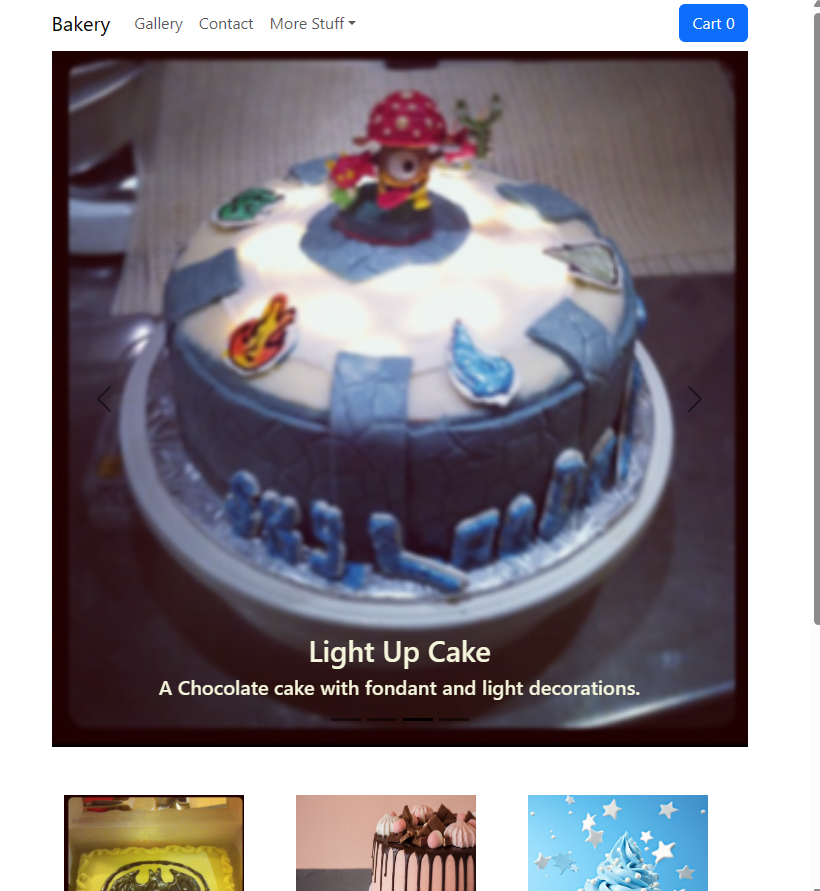 Bakery Gallery Contact More Stuff Cart 0
Light Up Cake
A Chocolate cake with fondant and light decorations.